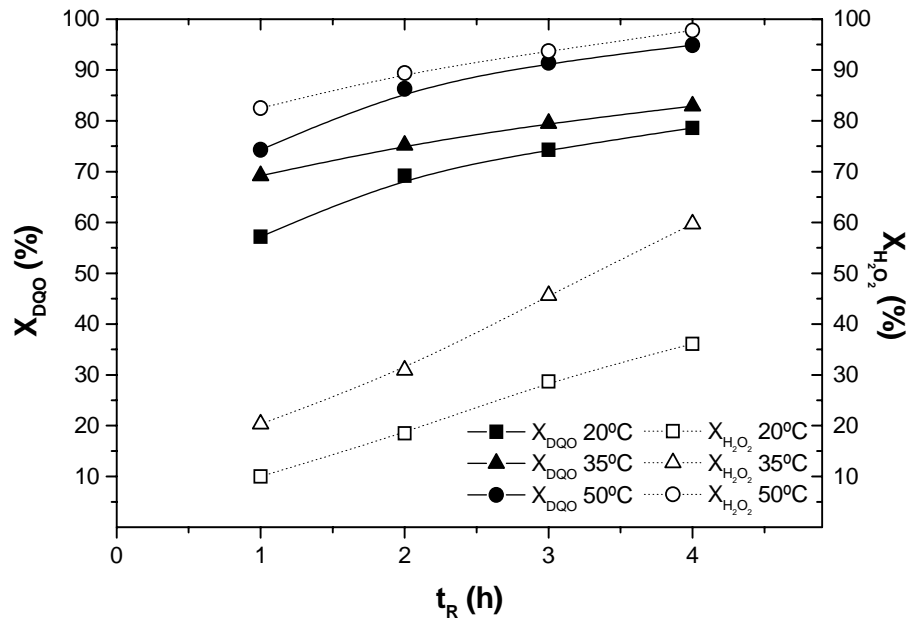 100 100
90 90
80 80
70 70
60 60
50 50
40 40
30 30
20 20
10 10
X_DQO (%)
X_H₂O₂ (%)
X_DQO 20ºC X_H₂O₂ 20ºC
X_DQO 35ºC X_H₂O₂ 35ºC
X_DQO 50ºC X_H₂O₂ 50ºC
0 1 2 3 4
t_R (h)